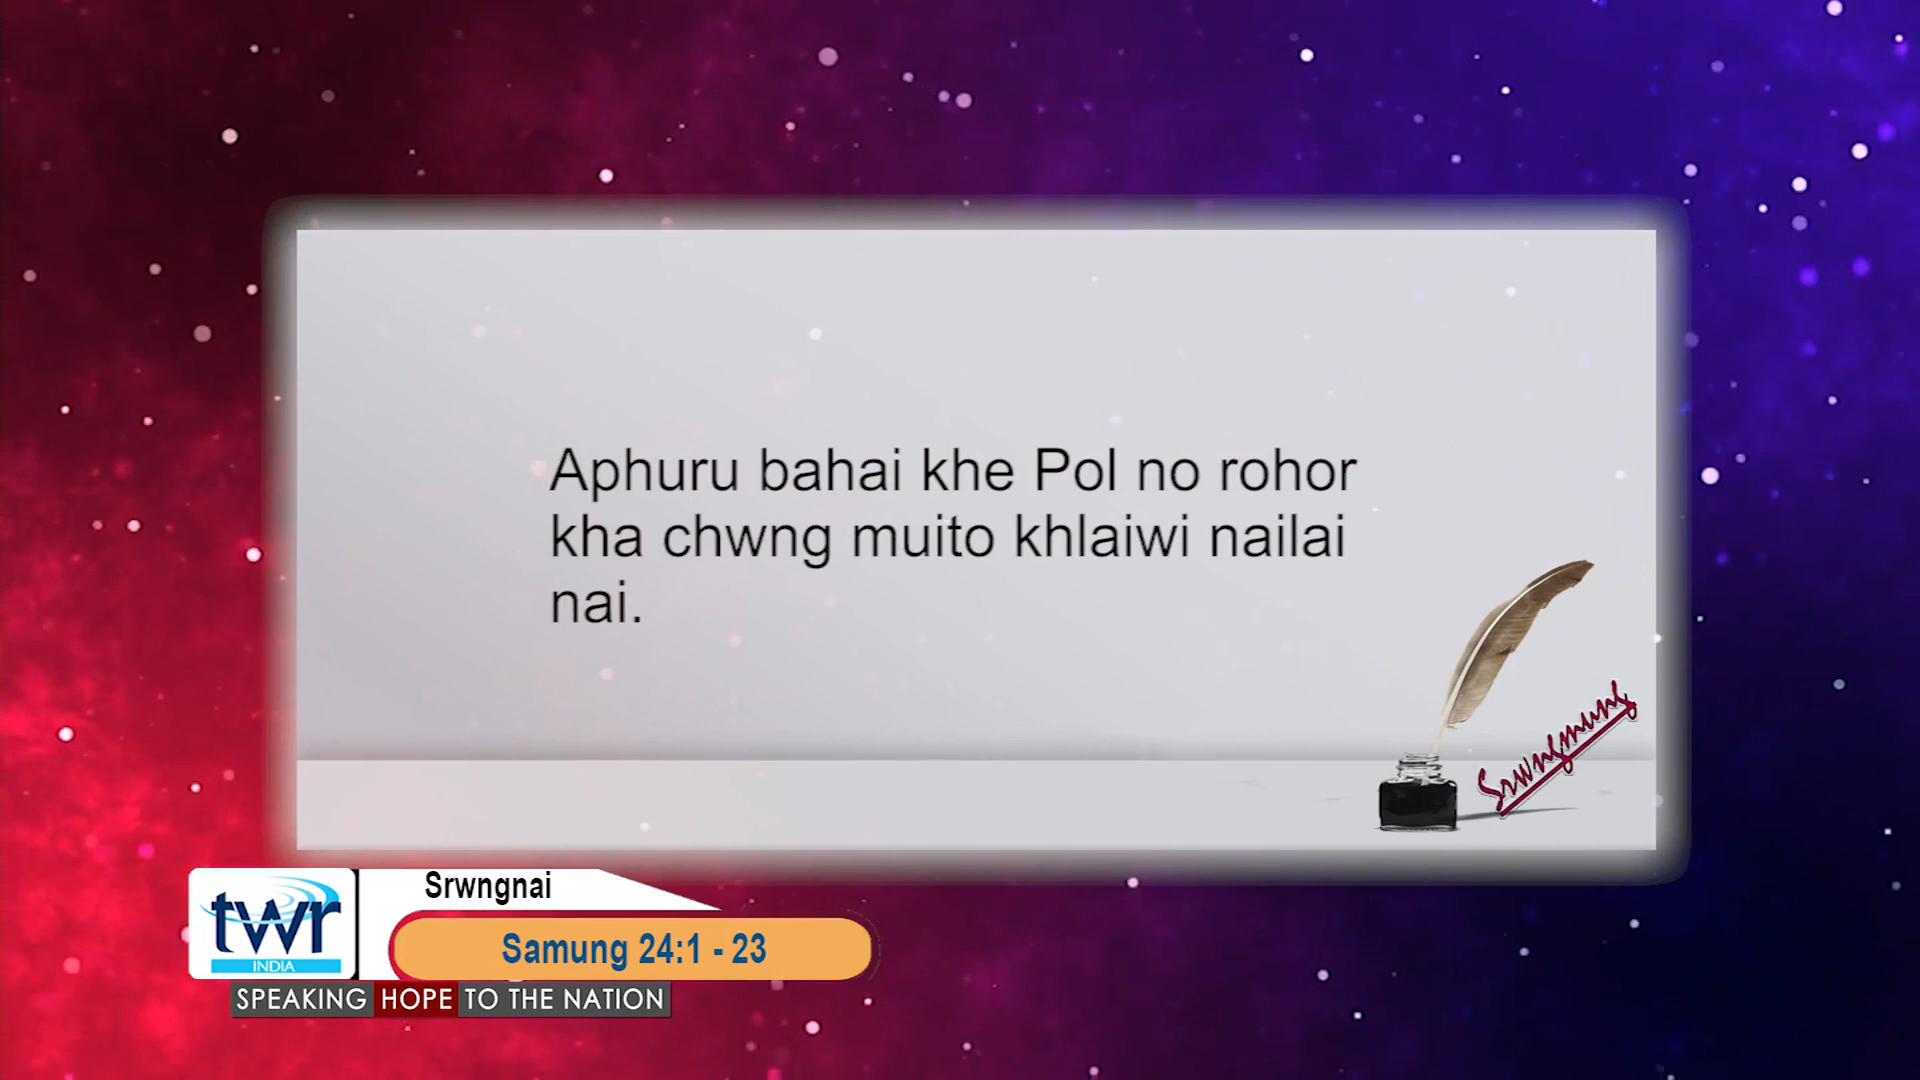 Aphuru bahai khe Pol no rohor
kha chwng muito khlaiwi nailai
nai.
Srwngmung
twr
INDIA
Srwngnai
Samung 24:1 - 23
SPEAKING HOPE TO THE NATION